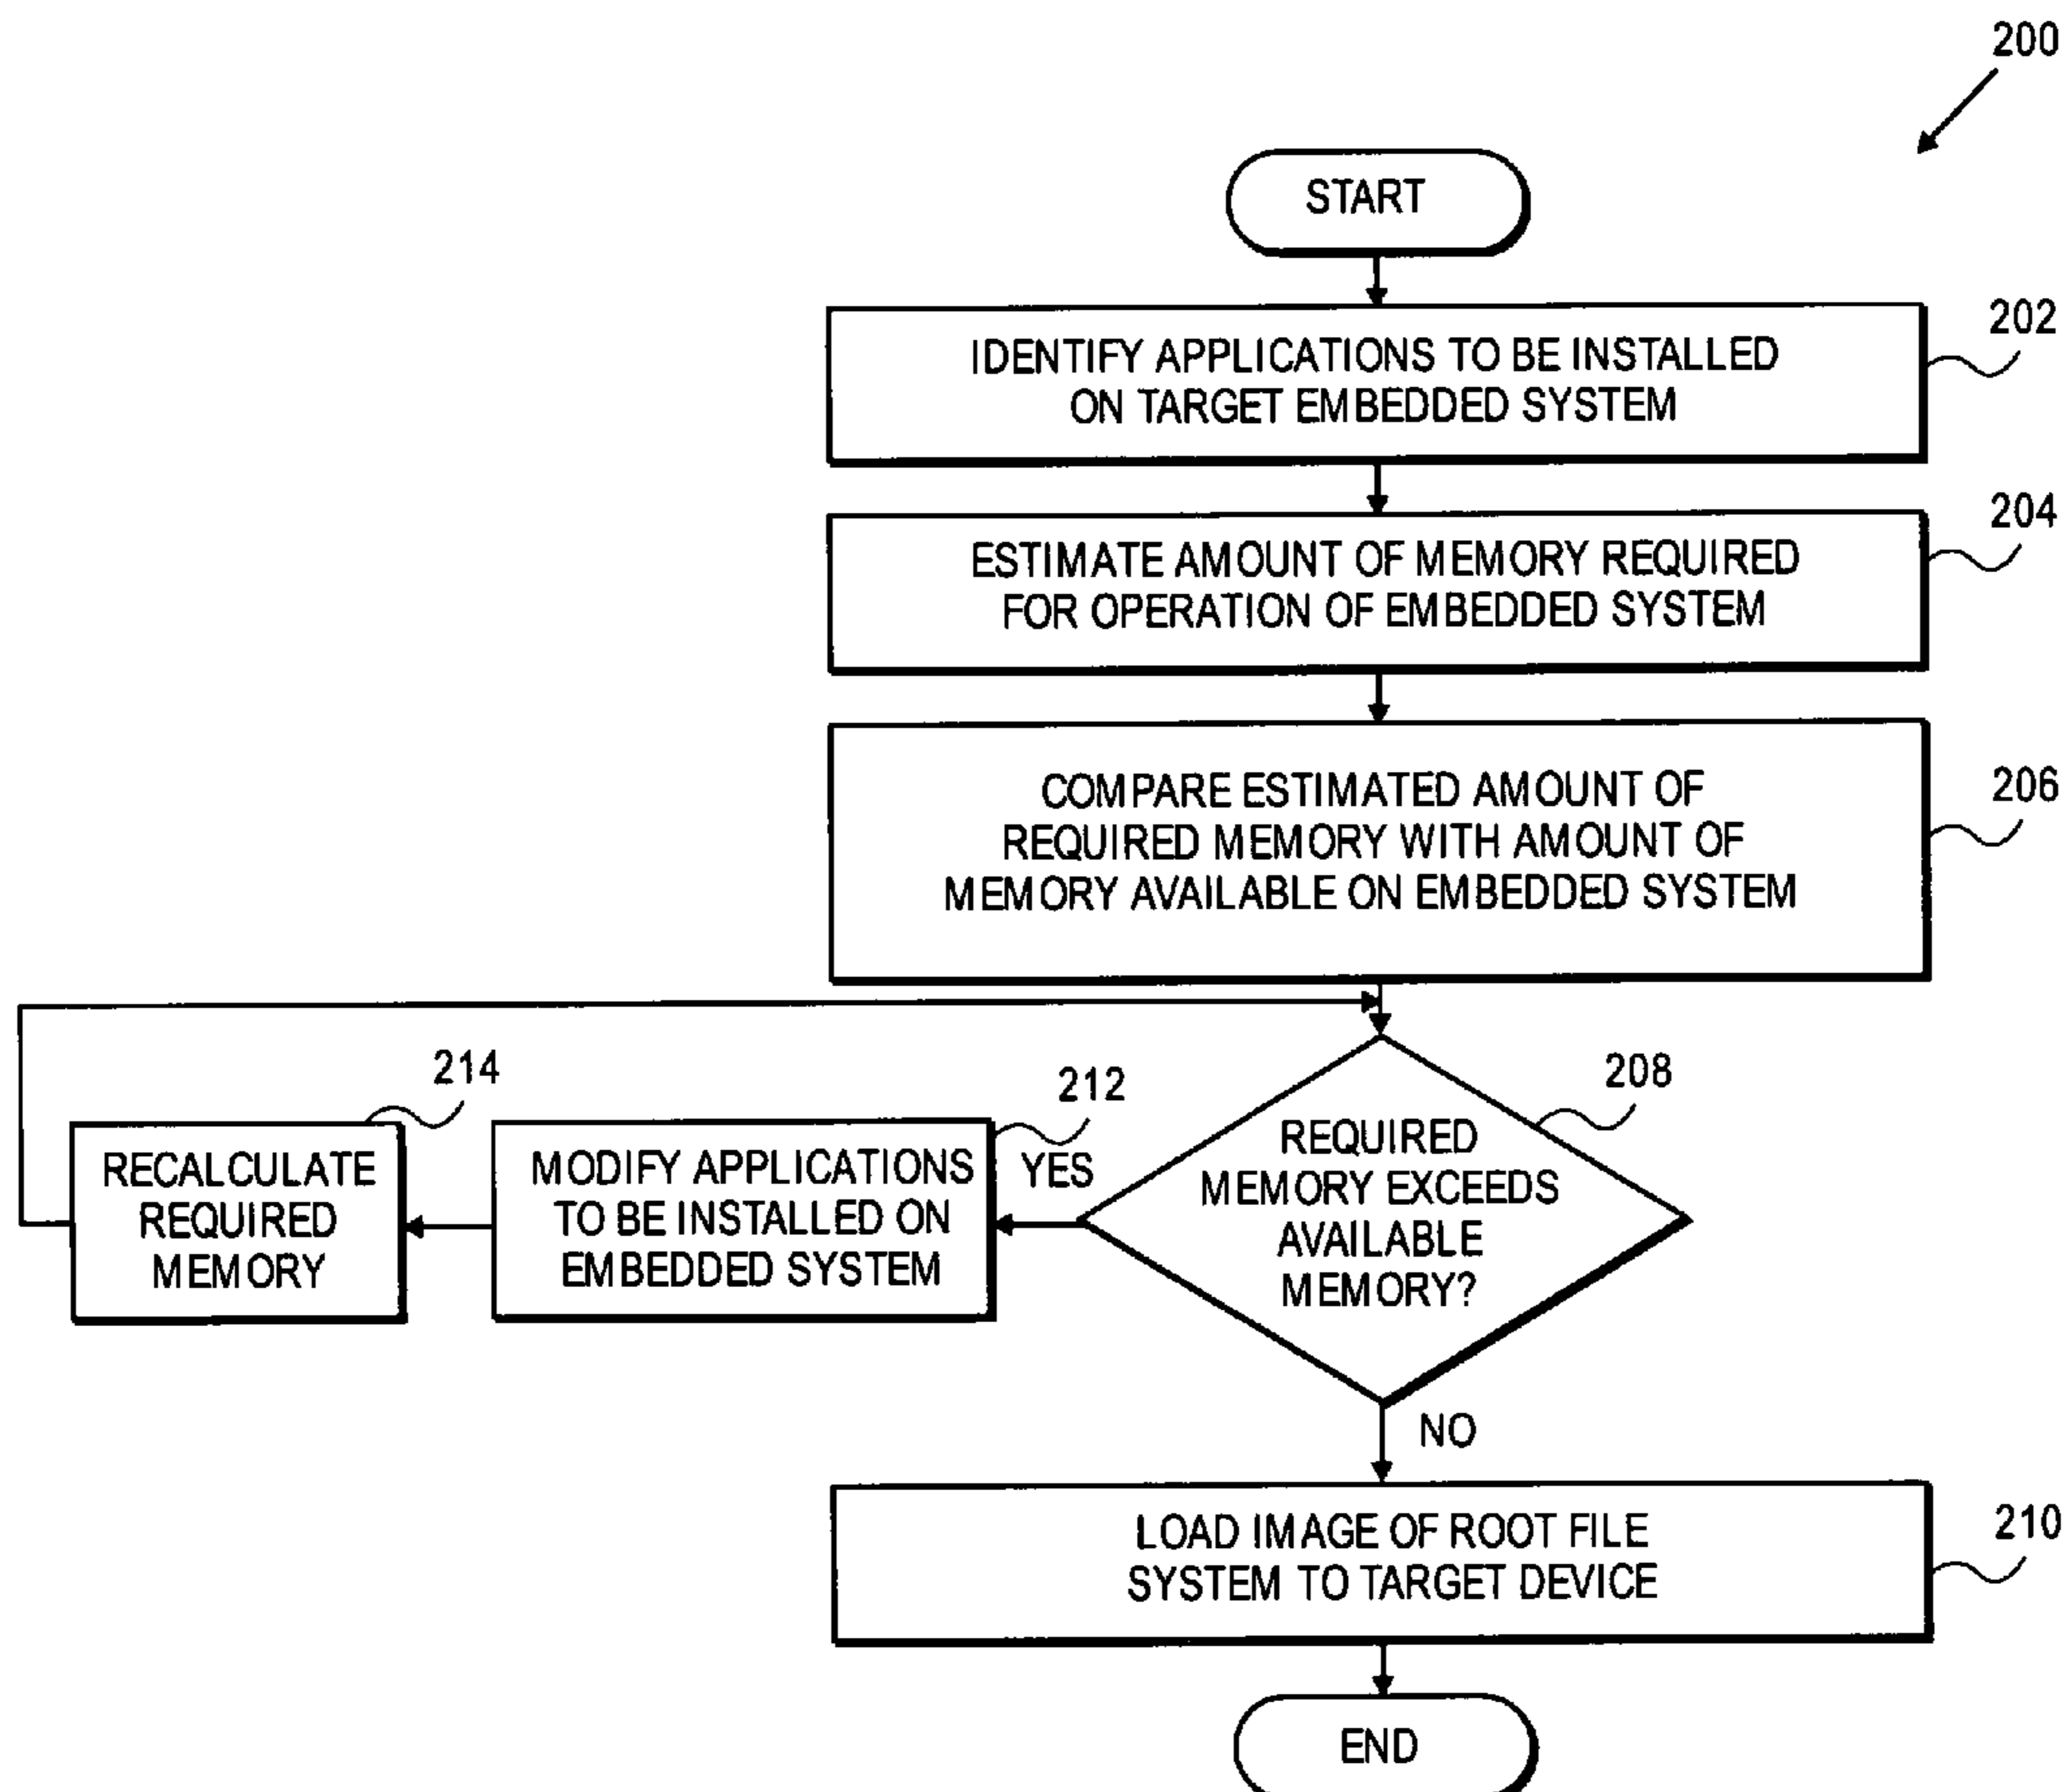 200
START
202
IDENTIFY APPLICATIONS TO BE INSTALLED
ON TARGET EMBEDDED SYSTEM
204
ESTIMATE AMOUNT OF MEMORY REQUIRED
FOR OPERATION OF EMBEDDED SYSTEM
206
COMPARE ESTIMATED AMOUNT OF
REQUIRED MEMORY WITH AMOUNT OF
MEMORY AVAILABLE ON EMBEDDED SYSTEM
208
REQUIRED
MEMORY EXCEEDS
AVAILABLE
MEMORY?
YES
212
MODIFY APPLICATIONS
TO BE INSTALLED ON
EMBEDDED SYSTEM
214
RECALCULATE
REQUIRED
MEMORY
NO
210
LOAD IMAGE OF ROOT FILE
SYSTEM TO TARGET DEVICE
END